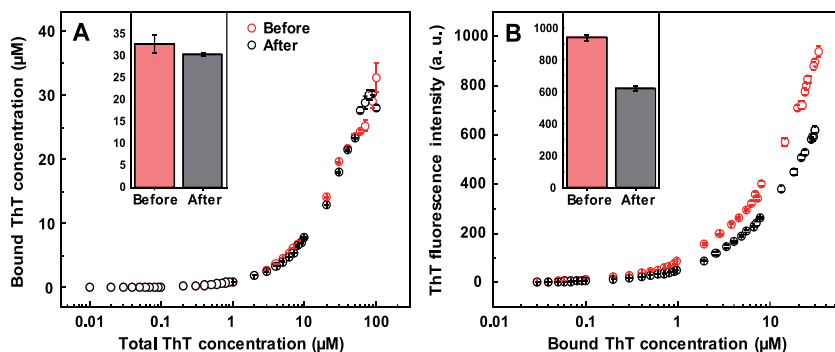 A
Before
After
Bound ThT concentration (µM)
40
30
20
10
0
35
30
25
20
15
10
5
0
Before After
0.01 0.1 1 10 100
Total ThT concentration (µM)
B
ThT fluorescence intensity (a. u.)
1000
800
600
400
200
0
1000
800
600
400
200
0
Before After
0.01 0.1 1 10
Bound ThT concentration (µM)